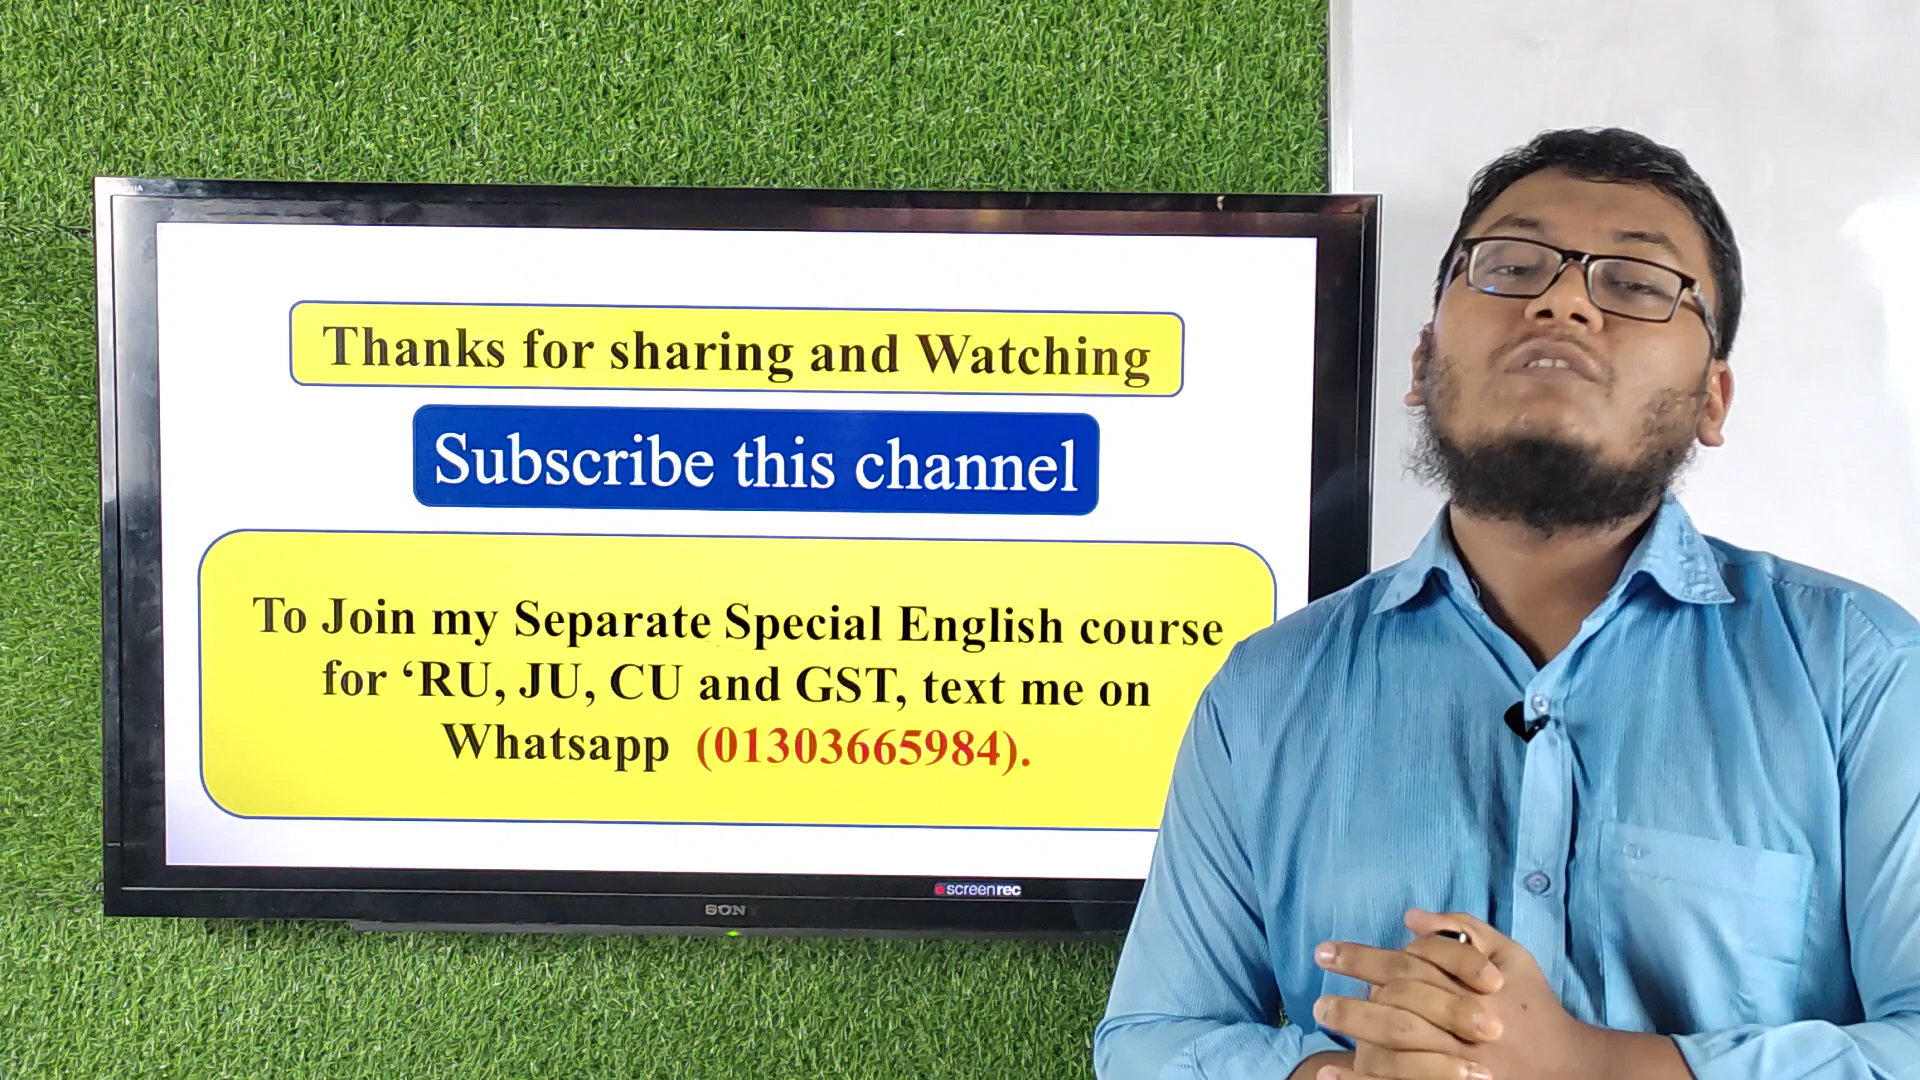 Thanks for sharing and Watching
Subscribe this channel
To Join my Separate Special English course
for ‘RU, JU, CU and GST, text me on
Whatsapp (01303665984).
screenrec
SON